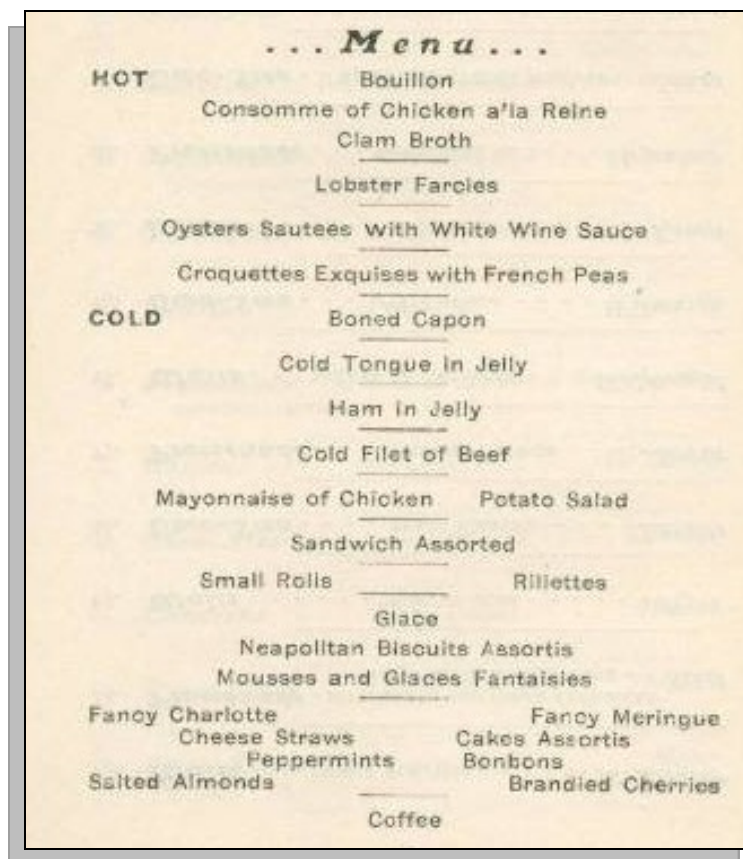 ...Menu...
HOT Bouillon
Consomme of Chicken a'la Reine
Clam Broth
Lobster Farcies
Oysters Sautees with White Wine Sauce
Croquettes Exquises with French Peas
COLD Boned Capon
Cold Tongue in Jelly
Ham in Jelly
Cold Filet of Beef
Mayonnaise of Chicken Potato Salad
Sandwich Assorted
Small Rolls Rillettes
Glace
Neapolitan Biscuits Assortis
Mousses and Glaces Fantaisies
Fancy Charlotte Fancy Meringue
Cheese Straws Cakes Assortis
Peppermints Bonbons
Salted Almonds Brandied Cherries
Coffee